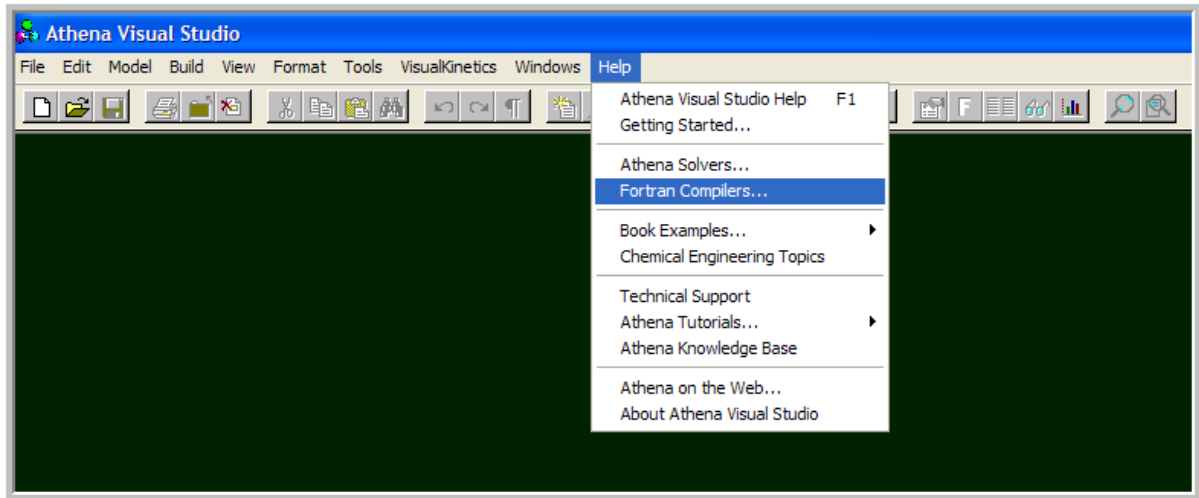 Athena Visual Studio
File Edit Model Build View Format Tools VisualKinetics Windows Help
Athena Visual Studio Help F1
Getting Started...
Athena Solvers...
Fortran Compilers...
Book Examples...
Chemical Engineering Topics
Technical Support
Athena Tutorials...
Athena Knowledge Base
Athena on the Web...
About Athena Visual Studio